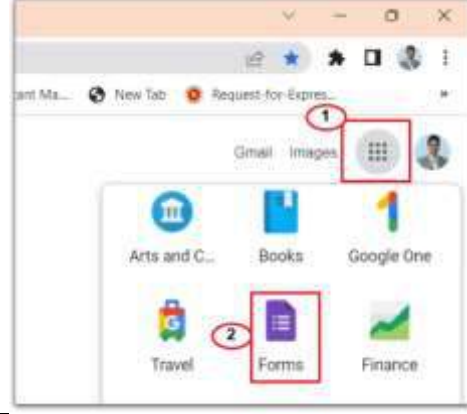 ant Ma... New Tab Request-for-Expres...
1
Gmail Images
Arts and C... Books Google One
2
Travel Forms Finance